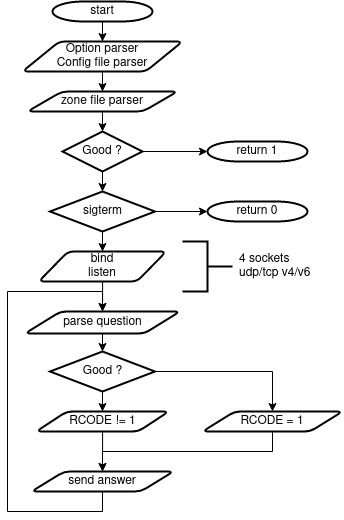 start
Option parser
Config file parser
zone file parser
Good ?
return 1
sigterm
return 0
bind
listen
4 sockets
udp/tcp v4/v6
parse question
Good ?
RCODE != 1
RCODE = 1
send answer